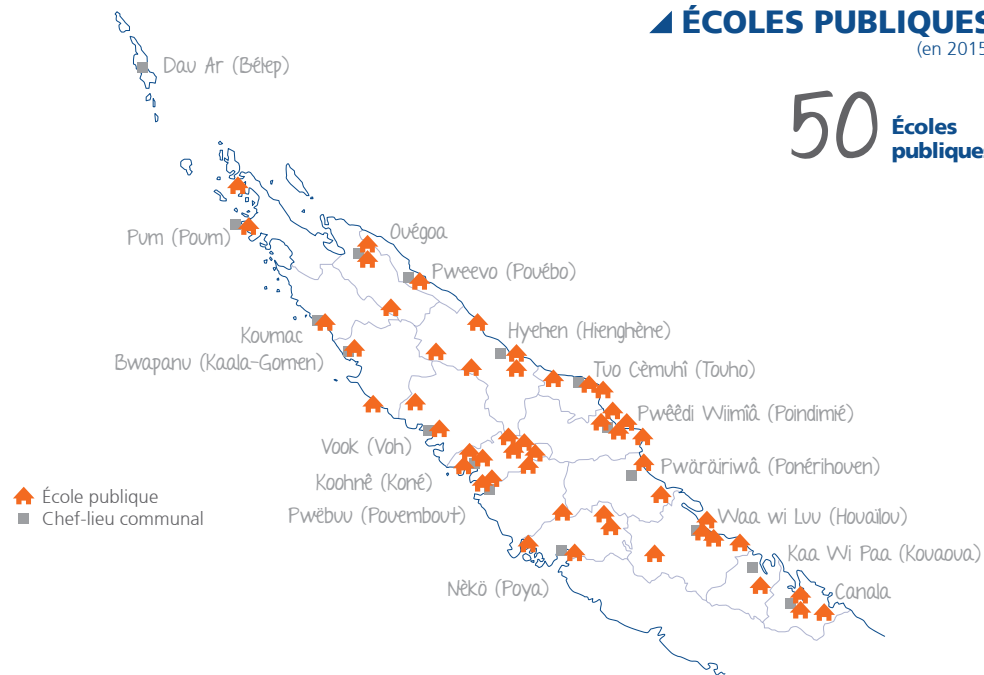 ÉCOLES PUBLIQUES
(en 2015
50 Écoles
publiques
Dau Ar (Bélep)
Pum (Poum)
Ouégoa
Pweevo (Pouébo)
Koumac
Hyehen (Hienghène)
Bwapanu (Kaala-Gomen)
Tuo Cèmuhî (Touho)
Pwêêdi Wiimîâ (Poindimié)
Vook (Voh)
Pwäräiriwâ (Ponérihouen)
Koohnê (Koné)
École publique
Chef-lieu communal
Pwëbuu (Pouembout)
Waa wi Luu (Houaïlou)
Kaa Wi Paa (Kouaoua)
Nèkö (Poya)
Canala